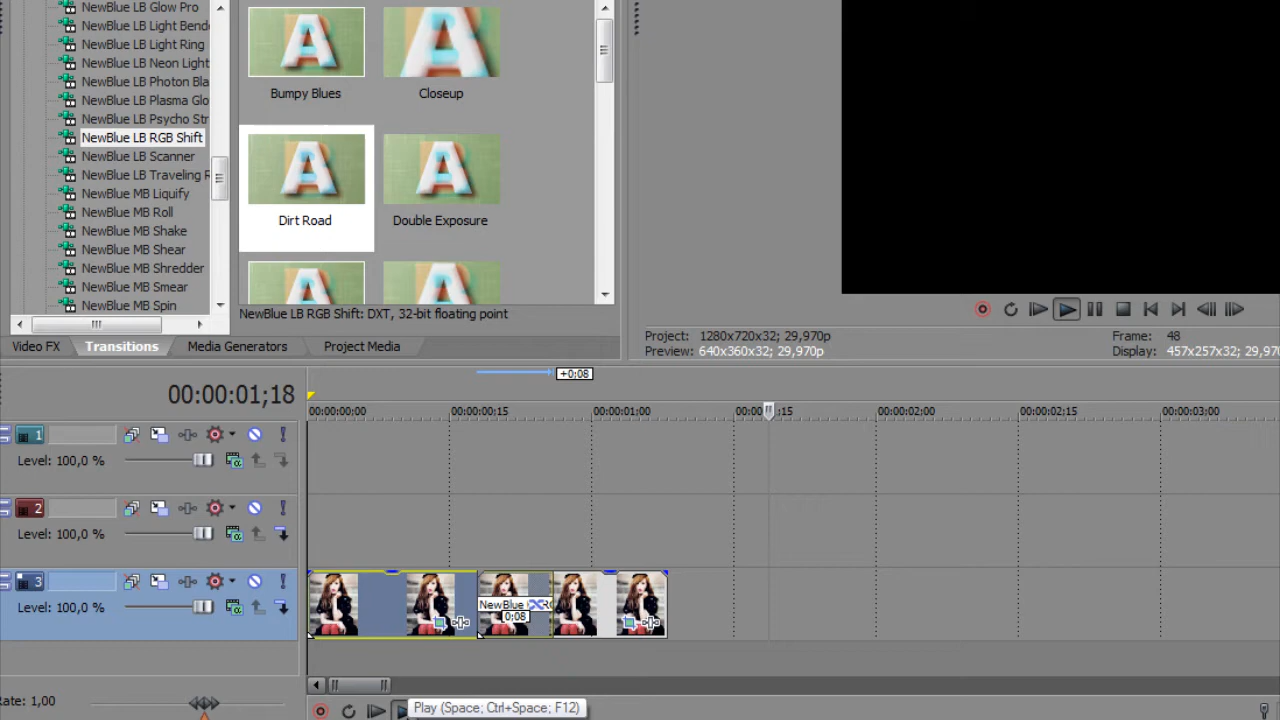 NewBlue LB Glow Pro
NewBlue LB Light Bende
NewBlue LB Light Ring
NewBlue LB Neon Light
NewBlue LB Photon Bla
NewBlue LB Plasma Glo
NewBlue LB Psycho Str
NewBlue LB RGB Shift
NewBlue LB Scanner
NewBlue LB Traveling R
NewBlue MB Liquify
NewBlue MB Roll
NewBlue MB Shake
NewBlue MB Shear
NewBlue MB Shredder
NewBlue MB Smear
NewBlue MB Spin
A A
Bumpy Blues Closeup
A A
Dirt Road Double Exposure
NewBlue LB RGB Shift: DXT, 32-bit floating point
Video FX Transitions Media Generators Project Media
Project: 1280x720x32; 29,970p
Preview: 640x360x32; 29,970p
Frame: 48
Display: 457x257x32; 29,970
00:00:01;18
+0;08
00:00:00;00 00:00:00;15 00:00:01;00 00:00 ;15 00:00:02;00 00:00:02;15 00:00:03;00
1
Level: 100,0 %
2
Level: 100,0 %
3
Level: 100,0 %
NewBlue
0;08
ate: 1,00
Play (Space; Ctrl+Space; F12)